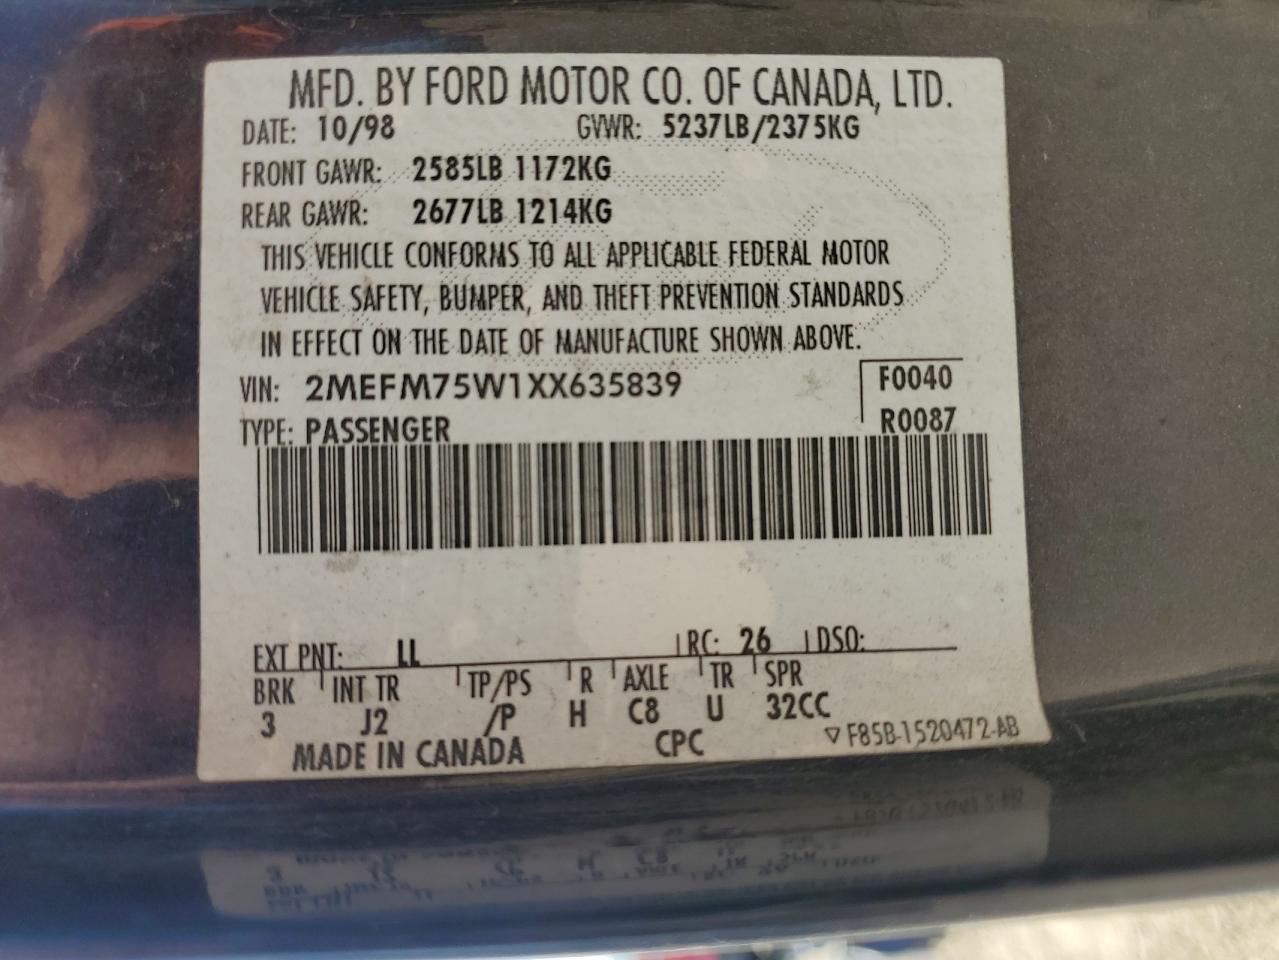 MFD. BY FORD MOTOR CO. OF CANADA, LTD.
DATE: 10/98 GVWR: 5237LB/2375KG
FRONT GAWR: 2585LB 1172KG
REAR GAWR: 2677LB 1214KG
THIS VEHICLE CONFORMS TO ALL APPLICABLE FEDERAL MOTOR
VEHICLE SAFETY, BUMPER, AND THEFT PREVENTION STANDARDS
IN EFFECT ON THE DATE OF MANUFACTURE SHOWN ABOVE.
VIN: 2MEFM75W1XX635839 F0040
TYPE: PASSENGER R0087
EXT PNT: LL RC: 26 DSO:
BRK INT TR TP/PS R AXLE TR SPR
3 J2 /P H C8 U 32CC
MADE IN CANADA CPC ▽ F85B-1520472-AB